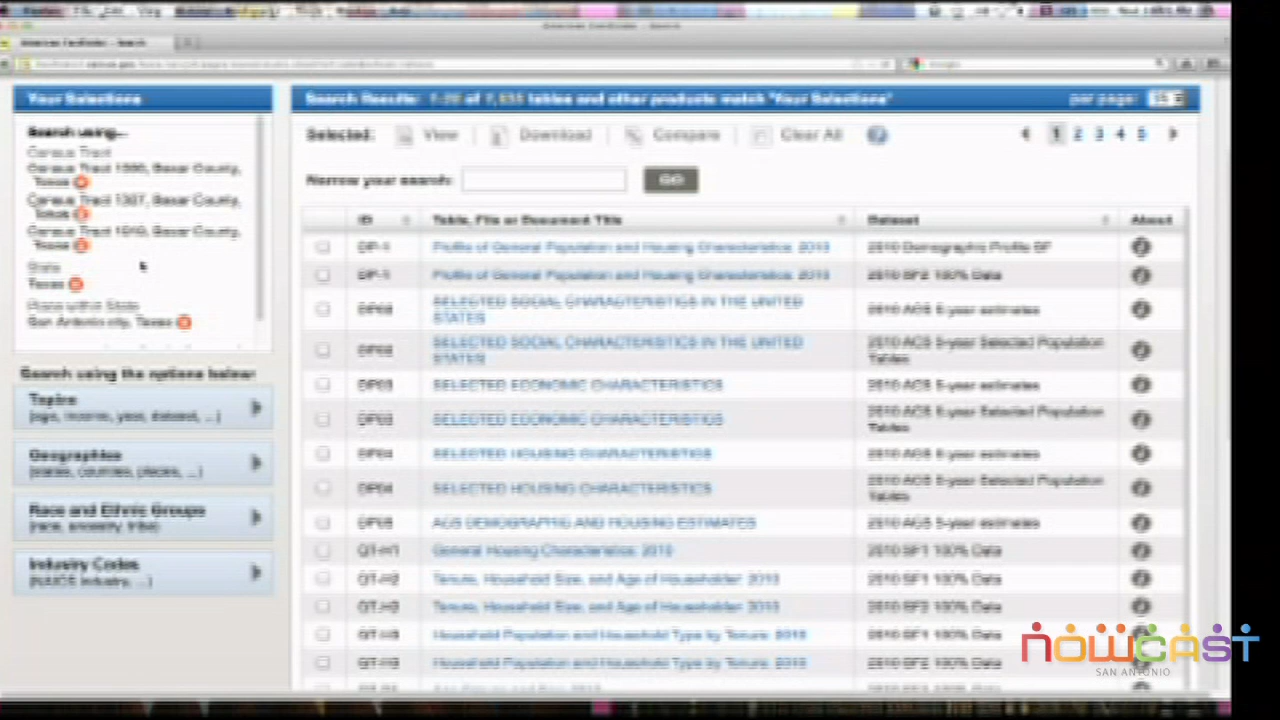 American FactFinder - Search
Your Selections
Search using...
Census Tract
Bexar County,
Texas
Census Tract 1307, Bexar County,
Texas
Census Tract 1919, Bexar County,
Texas
State
Texas
Place within State
San Antonio city, Texas
Search using the options below:
Topics
(age, income, year, dataset, ...)
Geographies
(states, counties, places, ...)
Race and Ethnic Groups
(race, ancestry, tribe)
Industry Codes
(NAICS industry, ...)
Search Results: tables and other products match "Your Selections"
per page:
Selected: View Download Compare Clear All
1 2 3 4 5
Narrow your search: GO
ID Table, File or Document Title Dataset About
DP-1 Profile of General Population and Housing Characteristics: 2010 2010 Demographic Profile SF
DP-1 Profile of General Population and Housing Characteristics: 2010 2010 SF2 100% Data
DP02 SELECTED SOCIAL CHARACTERISTICS IN THE UNITED STATES 2010 ACS 5-year estimates
DP02 SELECTED SOCIAL CHARACTERISTICS IN THE UNITED STATES 2010 ACS 5-year Selected Population Tables
DP03 SELECTED ECONOMIC CHARACTERISTICS 2010 ACS 5-year estimates
DP03 SELECTED ECONOMIC CHARACTERISTICS 2010 ACS 5-year Selected Population Tables
DP04 SELECTED HOUSING CHARACTERISTICS 2010 ACS 5-year estimates
DP04 SELECTED HOUSING CHARACTERISTICS 2010 ACS 5-year Selected Population Tables
DP05 ACS DEMOGRAPHIC AND HOUSING ESTIMATES 2010 ACS 5-year estimates
QT-H1 General Housing Characteristics: 2010 2010 SF1 100% Data
QT-H2 Tenure, Household Size, and Age of Householder: 2010 2010 SF1 100% Data
QT-H2 Tenure, Household Size, and Age of Householder: 2010 2010 SF2 100% Data
QT-H3 Household Population and Household Type by Tenure: 2010 2010 SF1 100% Data
QT-H3 Household Population and Household Type by Tenure: 2010 2010 SF2 100% Data
NOWCAST
SAN ANTONIO